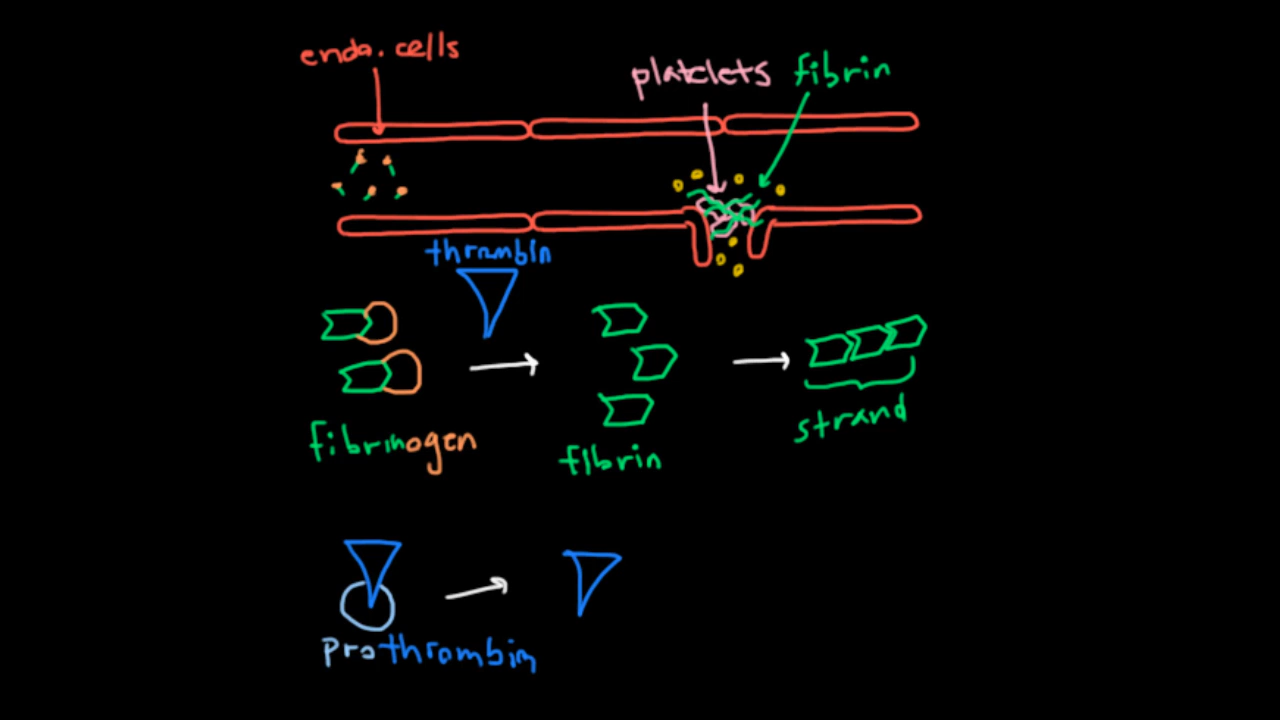 endo.cells
platelets fibrin
thrombin
fibrinogen
fibrin
strand
prothrombin